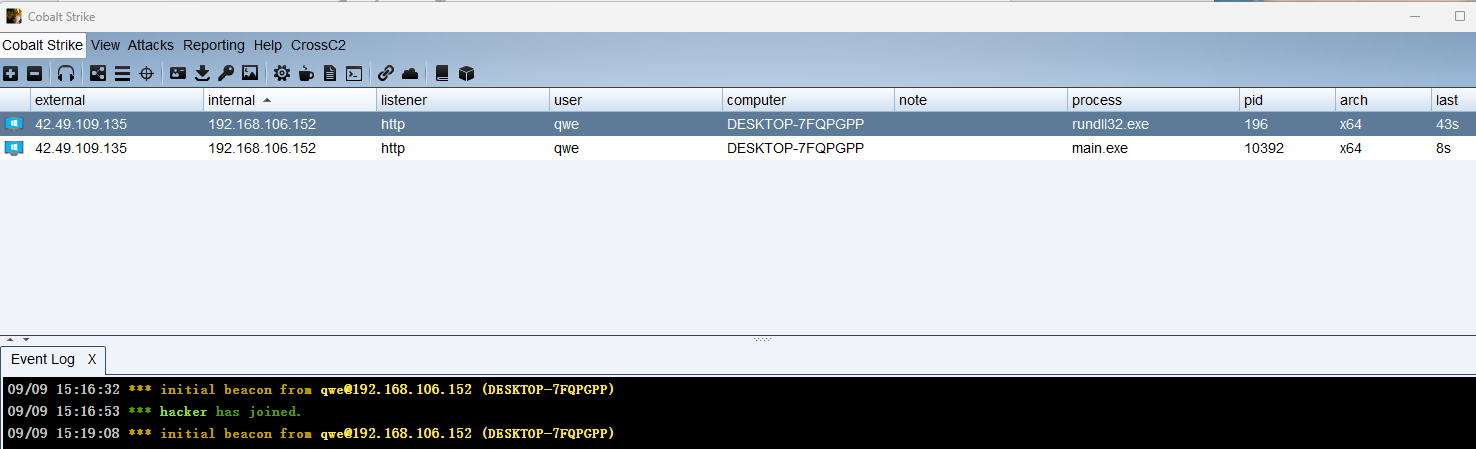 Cobalt Strike
Cobalt Strike View Attacks Reporting Help CrossC2
external internal listener user computer note process pid arch last
42.49.109.135 192.168.106.152 http qwe DESKTOP-7FQPGPP rundll32.exe 196 x64 43s
42.49.109.135 192.168.106.152 http qwe DESKTOP-7FQPGPP main.exe 10392 x64 8s
Event Log X
09/09 15:16:32 *** initial beacon from qwe@192.168.106.152 (DESKTOP-7FQPGPP)
09/09 15:16:53 *** hacker has joined.
09/09 15:19:08 *** initial beacon from qwe@192.168.106.152 (DESKTOP-7FQPGPP)